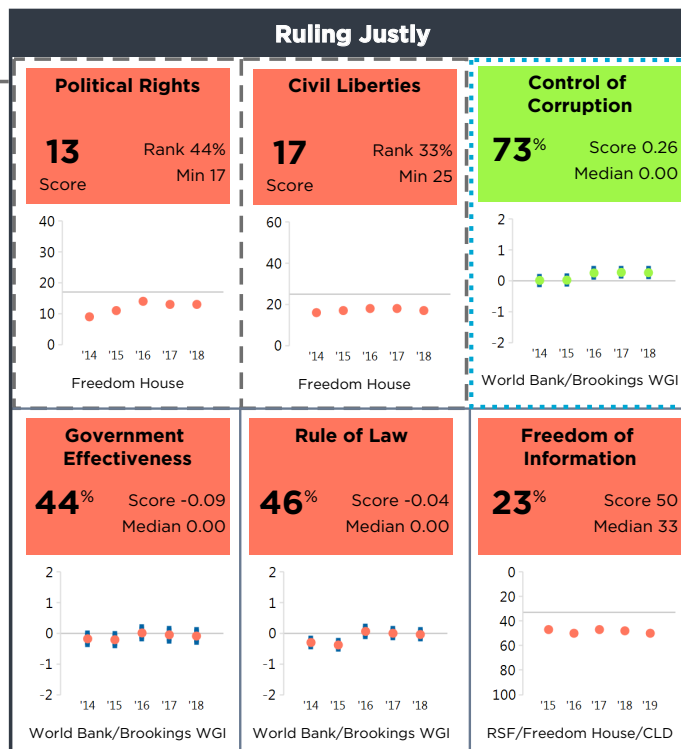 Ruling Justly
Political Rights
13
Score
Rank 44%
Min 17
40
30
20
10
0
'14 '15 '16 '17 '18
Freedom House
Civil Liberties
17
Score
Rank 33%
Min 25
60
40
20
0
'14 '15 '16 '17 '18
Freedom House
Control of
Corruption
73%
Score 0.26
Median 0.00
2
1
0
-1
-2
'14 '15 '16 '17 '18
World Bank/Brookings WGI
Government
Effectiveness
44%
Score -0.09
Median 0.00
2
1
0
-1
-2
'14 '15 '16 '17 '18
World Bank/Brookings WGI
Rule of Law
46%
Score -0.04
Median 0.00
2
1
0
-1
-2
'14 '15 '16 '17 '18
World Bank/Brookings WGI
Freedom of
Information
23%
Score 50
Median 33
0
20
40
60
80
100
'15 '16 '17 '18 '19
RSF/Freedom House/CLD